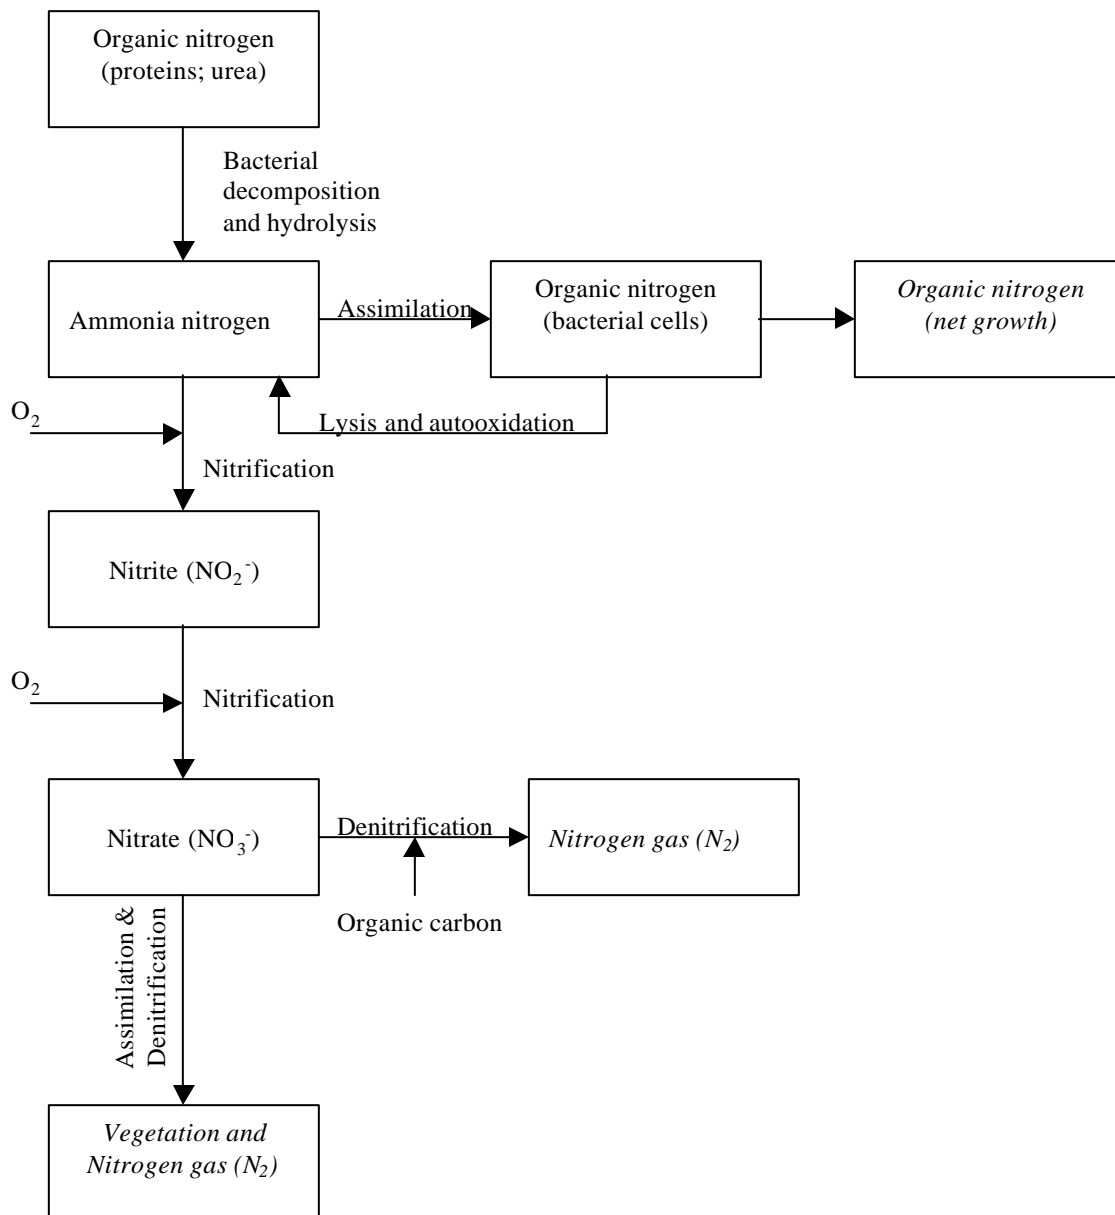 Organic nitrogen
(proteins; urea)
Bacterial
decomposition
and hydrolysis
Ammonia nitrogen
Assimilation
Organic nitrogen
(bacterial cells)
Organic nitrogen
(net growth)
O₂
Lysis and autooxidation
Nitrification
Nitrite (NO₂⁻)
O₂
Nitrification
Nitrate (NO₃⁻)
Denitrification
Nitrogen gas (N₂)
Organic carbon
Assimilation &
Denitrification
Vegetation and
Nitrogen gas (N₂)